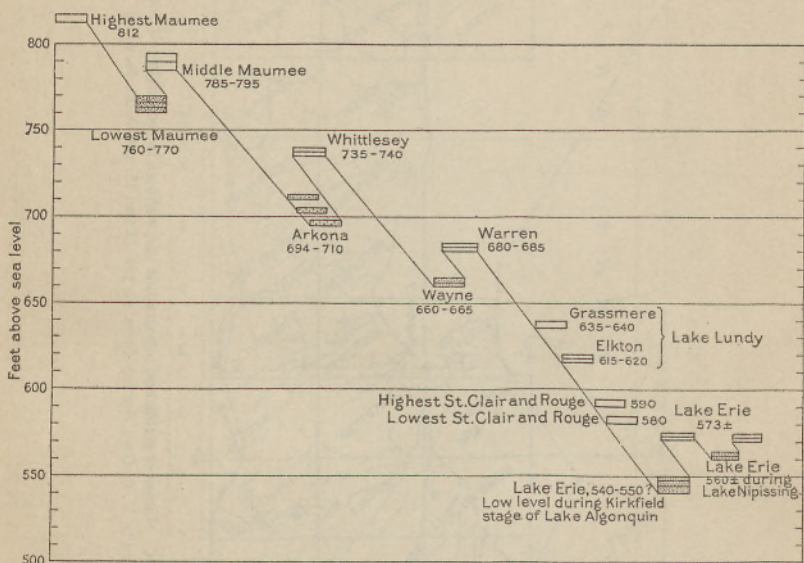 Highest Maumee
812
800
Middle Maumee
785-795
750
Lowest Maumee
760-770
Whittlesey
735-740
700
Arkona
694-710
Warren
680-685
650
Wayne
660-665
Grassmere
635-640
Elkton
615-620
Lake Lundy
600
Highest St. Clair and Rouge
590
Lowest St. Clair and Rouge
580
Lake Erie
573±
550
Lake Erie
560± during
Lake Nipissing
Lake Erie, 540-550?
Low level during Kirkfield
stage of Lake Algonquin
500
Feet above sea level